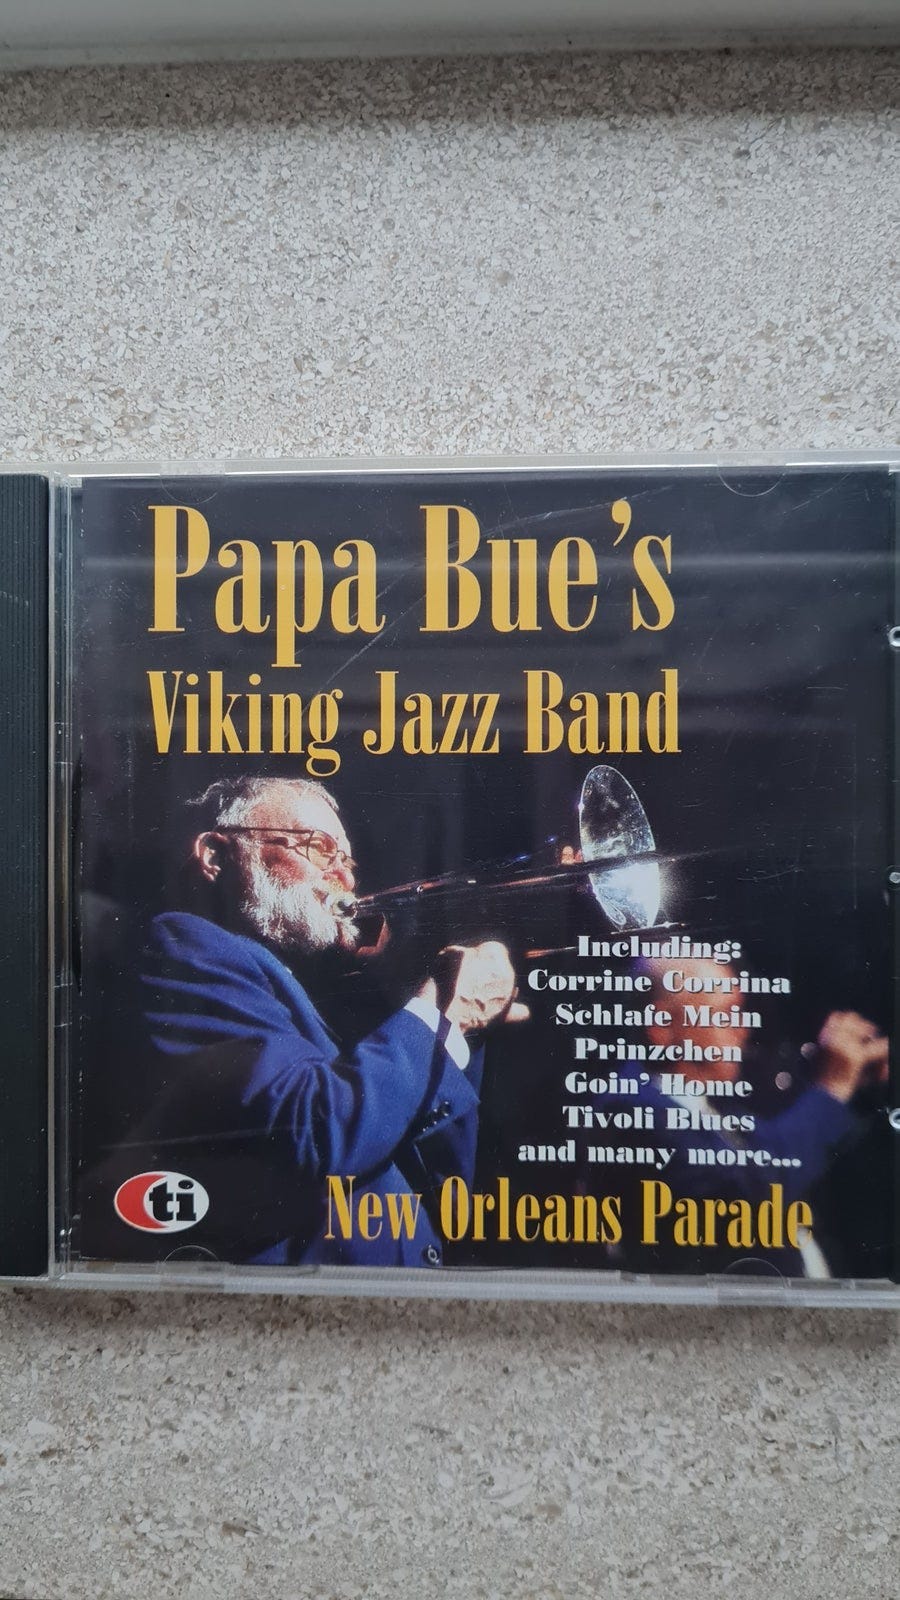 Papa Bue's
Viking Jazz Band
Including:
Corrine Corrina
Schlafe Mein
Prinzchen
Goin' Home
Tivoli Blues
and many more...
cti
New Orleans Parade